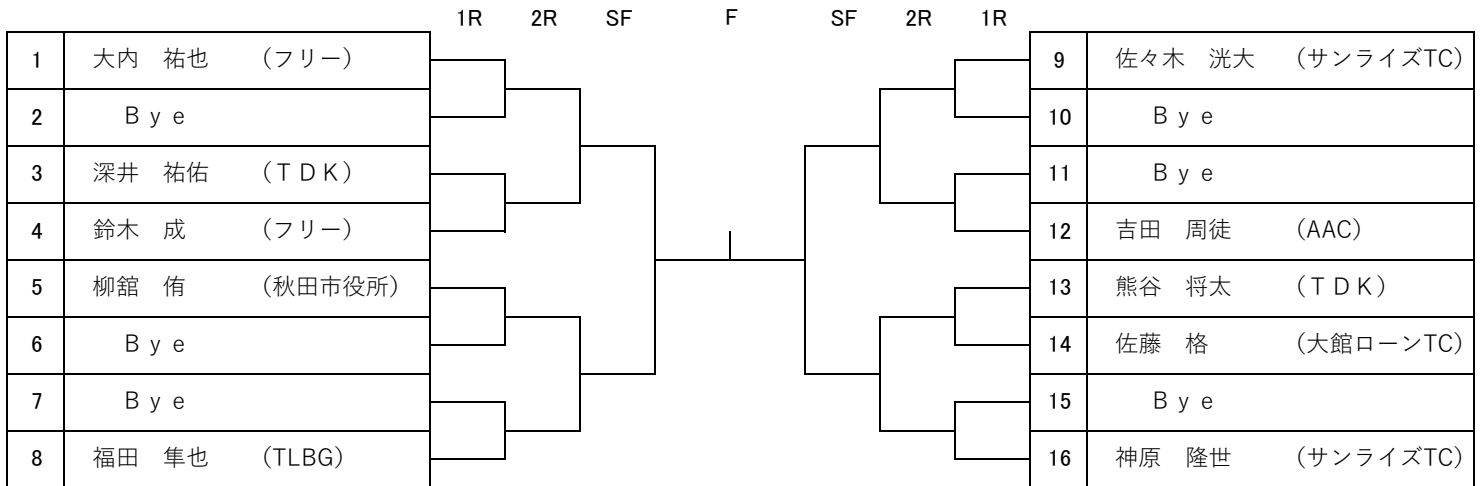 1R 2R SF F SF 2R 1R
1 大内 祐也 (フリー) 9 佐々木 洸大 (サンライズTC)
2 Bye 10 Bye
3 深井 祐佑 (TDK) 11 Bye
4 鈴木 成 (フリー) 12 吉田 周徒 (AAC)
5 柳舘 侑 (秋田市役所) 13 熊谷 将太 (TDK)
6 Bye 14 佐藤 格 (大館ローンTC)
7 Bye 15 Bye
8 福田 隼也 (TLBG) 16 神原 隆世 (サンライズTC)